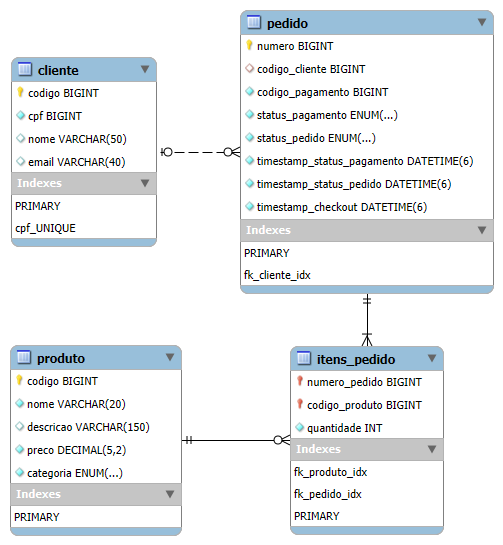 cliente
codigo BIGINT
cpf BIGINT
nome VARCHAR(50)
email VARCHAR(40)
Indexes
PRIMARY
cpf_UNIQUE
pedido
numero BIGINT
codigo_cliente BIGINT
codigo_pagamento BIGINT
status_pagamento ENUM(...)
status_pedido ENUM(...)
timestamp_status_pagamento DATETIME(6)
timestamp_status_pedido DATETIME(6)
timestamp_checkout DATETIME(6)
Indexes
PRIMARY
fk_cliente_idx
produto
codigo BIGINT
nome VARCHAR(20)
descricao VARCHAR(150)
preco DECIMAL(5,2)
categoria ENUM(...)
Indexes
PRIMARY
itens_pedido
numero_pedido BIGINT
codigo_produto BIGINT
quantidade INT
Indexes
fk_produto_idx
fk_pedido_idx
PRIMARY